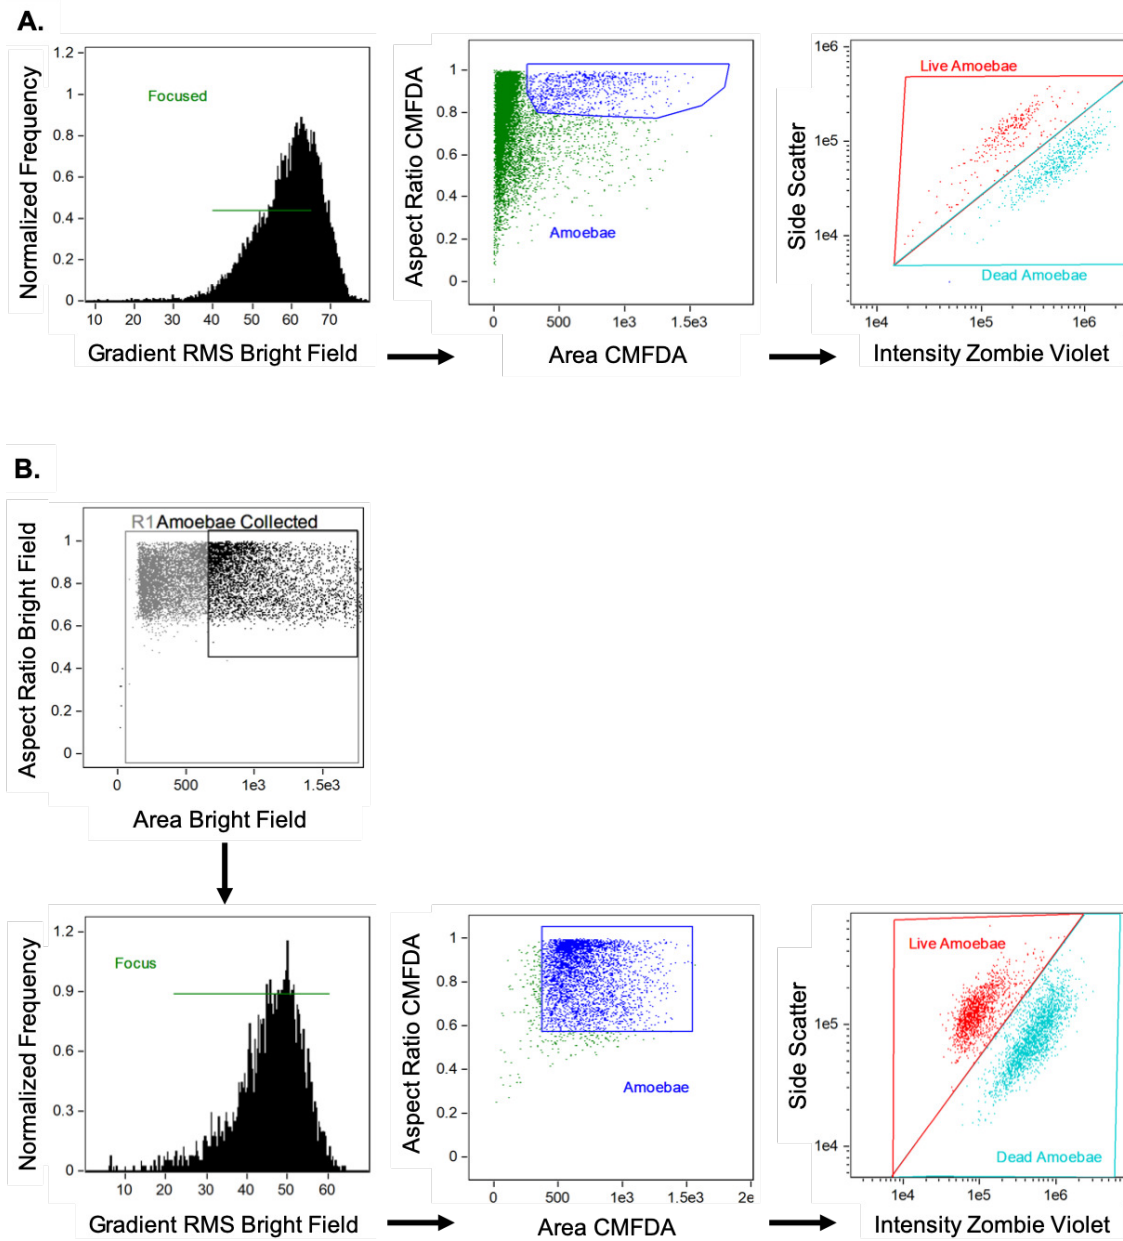 A.
Normalized Frequency
1.2
1
0.8
0.6
0.4
0.2
0
Focused
10 20 30 40 50 60 70
Gradient RMS Bright Field
Aspect Ratio CMFDA
1
0.8
0.6
0.4
0.2
0
Amoebae
0 500 1e3 1.5e3
Area CMFDA
Side Scatter
1e6
1e5
1e4
Live Amoebae
Dead Amoebae
1e4 1e5 1e6
Intensity Zombie Violet
B.
Aspect Ratio Bright Field
R1 Amoebae Collected
1
0.8
0.6
0.4
0.2
0
0 500 1e3 1.5e3
Area Bright Field
Normalized Frequency
1.2
0.9
0.6
0.3
0
Focus
10 20 30 40 50 60
Gradient RMS Bright Field
Aspect Ratio CMFDA
1
0.8
0.6
0.4
0.2
0
Amoebae
0 500 1e3 1.5e3 2e
Area CMFDA
Side Scatter
1e5
1e4
Live Amoebae
Dead Amoebae
1e4 1e5 1e6
Intensity Zombie Violet